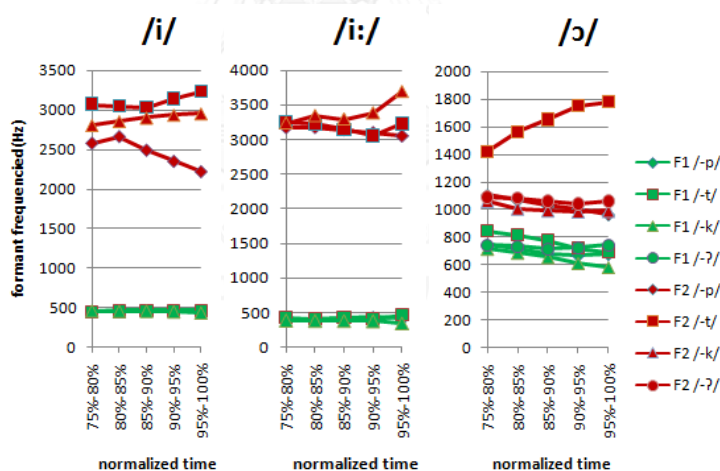 /i/
/i:/
/ɔ/
formant frequencied(Hz)
3500
3000
2500
2000
1500
1000
500
0
75%-80%
80%-85%
85%-90%
90%-95%
95%-100%
normalized time
4000
3500
3000
2500
2000
1500
1000
500
0
75%-80%
80%-85%
85%-90%
90%-95%
95%-100%
normalized time
2000
1800
1600
1400
1200
1000
800
600
400
200
0
75%-80%
80%-85%
85%-90%
90%-95%
95%-100%
normalized time
F1 /-p/
F1 /-t/
F1 /-k/
F1 /-ʔ/
F2 /-p/
F2 /-t/
F2 /-k/
F2 /-ʔ/